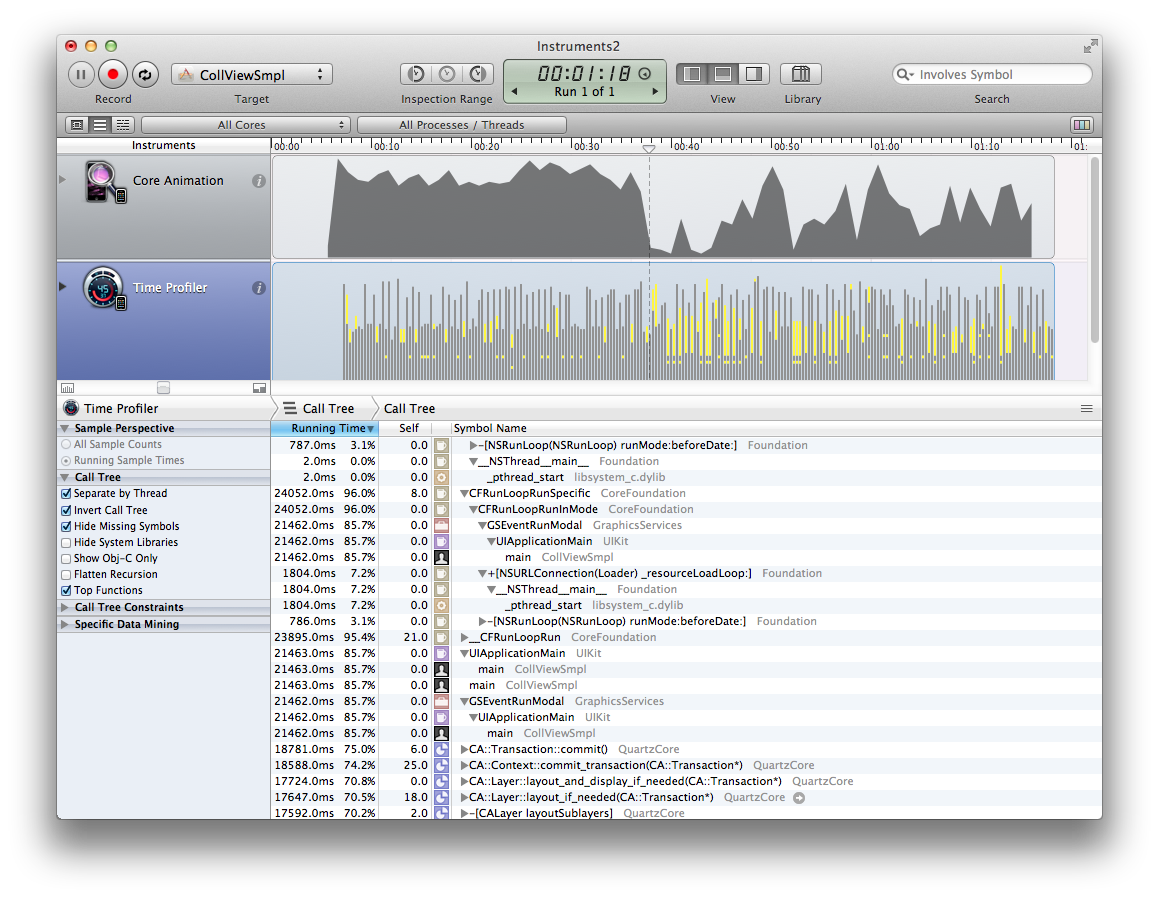 Instruments2
CollViewSmpl
00:01:18
Run 1 of 1
Involves Symbol
Record
Target
Inspection Range
View
Library
Search
All Cores
All Processes / Threads
Instruments
00:00 00:10 00:20 00:30 00:40 00:50 01:00 01:10 01:
Core Animation
Time Profiler
Time Profiler
Call Tree
Call Tree
Sample Perspective
All Sample Counts
Running Sample Times
Call Tree
Separate by Thread
Invert Call Tree
Hide Missing Symbols
Hide System Libraries
Show Obj-C Only
Flatten Recursion
Top Functions
Call Tree Constraints
Specific Data Mining
Running Time Self Symbol Name
787.0ms 3.1% 0.0 -[NSRunLoop(NSRunLoop) runMode:beforeDate:] Foundation
2.0ms 0.0% 0.0 __NSThread__main__ Foundation
2.0ms 0.0% 0.0 _pthread_start libsystem_c.dylib
24052.0ms 96.0% 8.0 CFRunLoopRunSpecific CoreFoundation
24052.0ms 96.0% 0.0 CFRunLoopRunInMode CoreFoundation
21462.0ms 85.7% 0.0 GSEventRunModal GraphicsServices
21462.0ms 85.7% 0.0 UIApplicationMain UIKit
21462.0ms 85.7% 0.0 main CollViewSmpl
1804.0ms 7.2% 0.0 +[NSURLConnection(Loader) _resourceLoadLoop:] Foundation
1804.0ms 7.2% 0.0 __NSThread__main__ Foundation
1804.0ms 7.2% 0.0 _pthread_start libsystem_c.dylib
786.0ms 3.1% 0.0 -[NSRunLoop(NSRunLoop) runMode:beforeDate:] Foundation
23895.0ms 95.4% 21.0 __CFRunLoopRun CoreFoundation
21463.0ms 85.7% 0.0 UIApplicationMain UIKit
21463.0ms 85.7% 0.0 main CollViewSmpl
21463.0ms 85.7% 0.0 main CollViewSmpl
21462.0ms 85.7% 0.0 GSEventRunModal GraphicsServices
21462.0ms 85.7% 0.0 UIApplicationMain UIKit
21462.0ms 85.7% 0.0 main CollViewSmpl
18781.0ms 75.0% 6.0 CA::Transaction::commit() QuartzCore
18588.0ms 74.2% 25.0 CA::Context::commit_transaction(CA::Transaction*) QuartzCore
17724.0ms 70.8% 0.0 CA::Layer::layout_and_display_if_needed(CA::Transaction*) QuartzCore
17647.0ms 70.5% 18.0 CA::Layer::layout_if_needed(CA::Transaction*) QuartzCore
17592.0ms 70.2% 2.0 -[CALayer layoutSublayers] QuartzCore